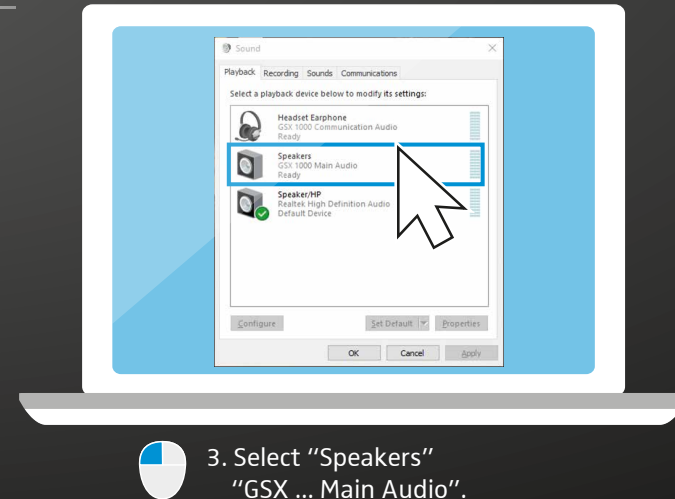 Sound
Playback Recording Sounds Communications
Select a playback device below to modify its settings:
Headset Earphone
GSX 1000 Communication Audio
Ready
Speakers
GSX 1000 Main Audio
Ready
Speaker/HP
Realtek High Definition Audio
Default Device
Configure Set Default Properties
OK Cancel Apply
3. Select “Speakers”
“GSX ... Main Audio”.